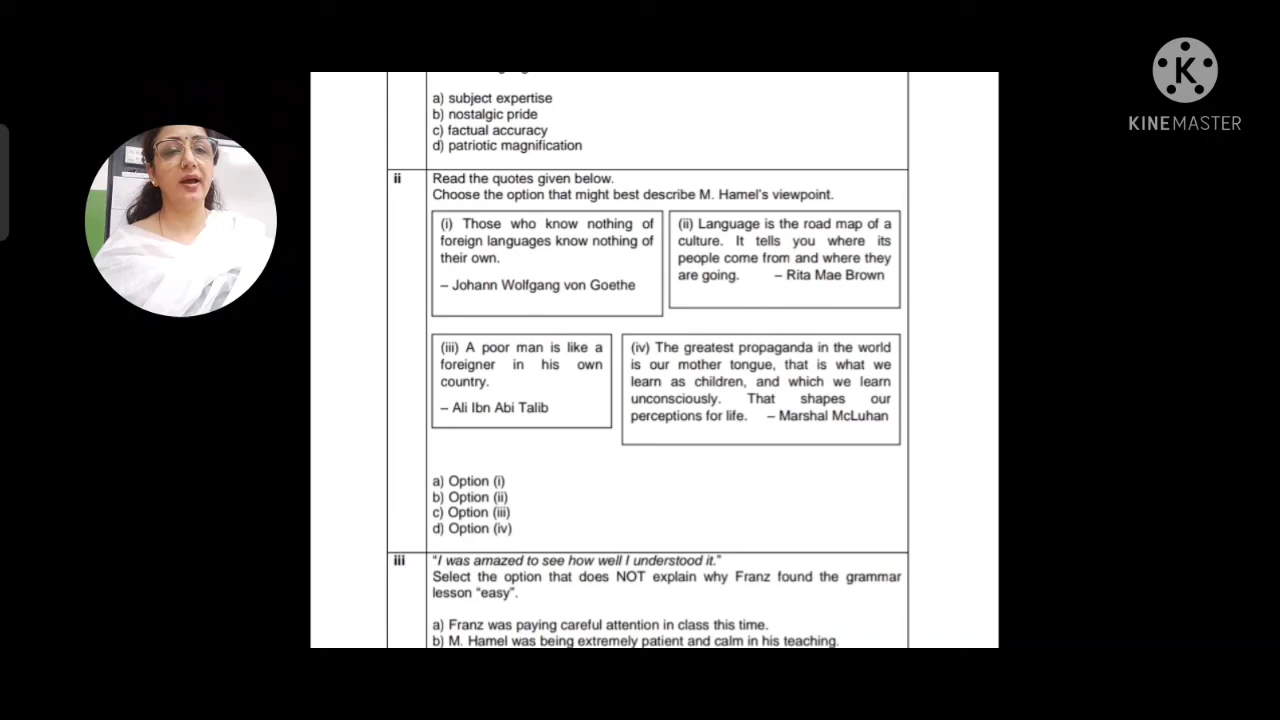 KINEMASTER
a) subject expertise
b) nostalgic pride
c) factual accuracy
d) patriotic magnification
ii
Read the quotes given below.
Choose the option that might best describe M. Hamel's viewpoint.
(i) Those who know nothing of
foreign languages know nothing of
their own.
– Johann Wolfgang von Goethe
(ii) Language is the road map of a
culture. It tells you where its
people come from and where they
are going. – Rita Mae Brown
(iii) A poor man is like a
foreigner in his own
country.
– Ali Ibn Abi Talib
(iv) The greatest propaganda in the world
is our mother tongue, that is what we
learn as children, and which we learn
unconsciously. That shapes our
perceptions for life. – Marshal McLuhan
a) Option (i)
b) Option (ii)
c) Option (iii)
d) Option (iv)
iii
"I was amazed to see how well I understood it."
Select the option that does NOT explain why Franz found the grammar
lesson "easy".
a) Franz was paying careful attention in class this time.
b) M. Hamel was being extremely patient and calm in his teaching.